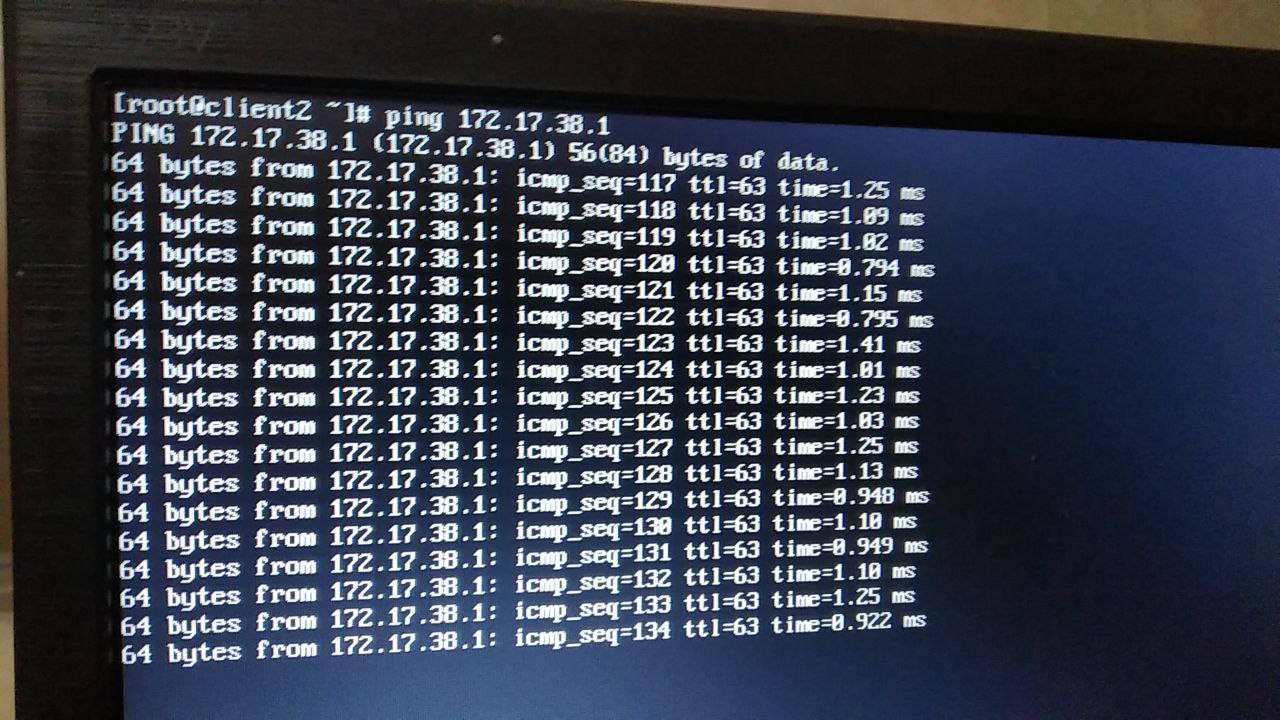 [root@client2 ~]# ping 172.17.38.1
PING 172.17.38.1 (172.17.38.1) 56(84) bytes of data.
64 bytes from 172.17.38.1: icmp_seq=117 ttl=63 time=1.25 ms
64 bytes from 172.17.38.1: icmp_seq=118 ttl=63 time=1.09 ms
64 bytes from 172.17.38.1: icmp_seq=119 ttl=63 time=1.02 ms
64 bytes from 172.17.38.1: icmp_seq=120 ttl=63 time=0.794 ms
64 bytes from 172.17.38.1: icmp_seq=121 ttl=63 time=1.15 ms
64 bytes from 172.17.38.1: icmp_seq=122 ttl=63 time=0.795 ms
64 bytes from 172.17.38.1: icmp_seq=123 ttl=63 time=1.41 ms
64 bytes from 172.17.38.1: icmp_seq=124 ttl=63 time=1.01 ms
64 bytes from 172.17.38.1: icmp_seq=125 ttl=63 time=1.23 ms
64 bytes from 172.17.38.1: icmp_seq=126 ttl=63 time=1.03 ms
64 bytes from 172.17.38.1: icmp_seq=127 ttl=63 time=1.25 ms
64 bytes from 172.17.38.1: icmp_seq=128 ttl=63 time=1.13 ms
64 bytes from 172.17.38.1: icmp_seq=129 ttl=63 time=0.948 ms
64 bytes from 172.17.38.1: icmp_seq=130 ttl=63 time=1.10 ms
64 bytes from 172.17.38.1: icmp_seq=131 ttl=63 time=0.949 ms
64 bytes from 172.17.38.1: icmp_seq=132 ttl=63 time=1.10 ms
64 bytes from 172.17.38.1: icmp_seq=133 ttl=63 time=1.25 ms
64 bytes from 172.17.38.1: icmp_seq=134 ttl=63 time=0.922 ms